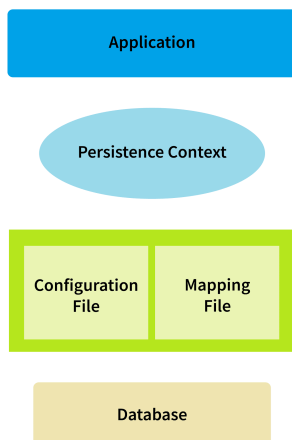 Application
Persistence Context
Configuration
File
Mapping
File
Database